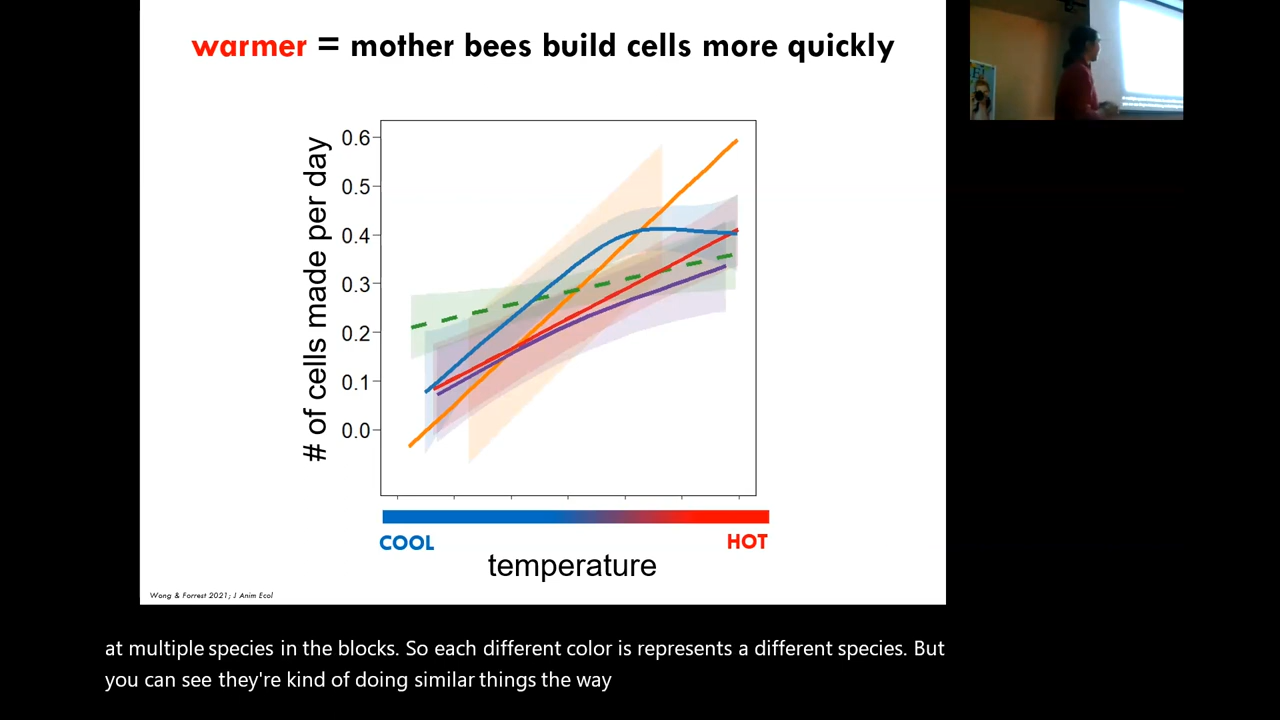 warmer = mother bees build cells more quickly
# of cells made per day
0.6
0.5
0.4
0.3
0.2
0.1
0.0
COOL
HOT
temperature
Wong & Forrest 2021; J Anim Ecol
at multiple species in the blocks. So each different color is represents a different species. But
you can see they're kind of doing similar things the way